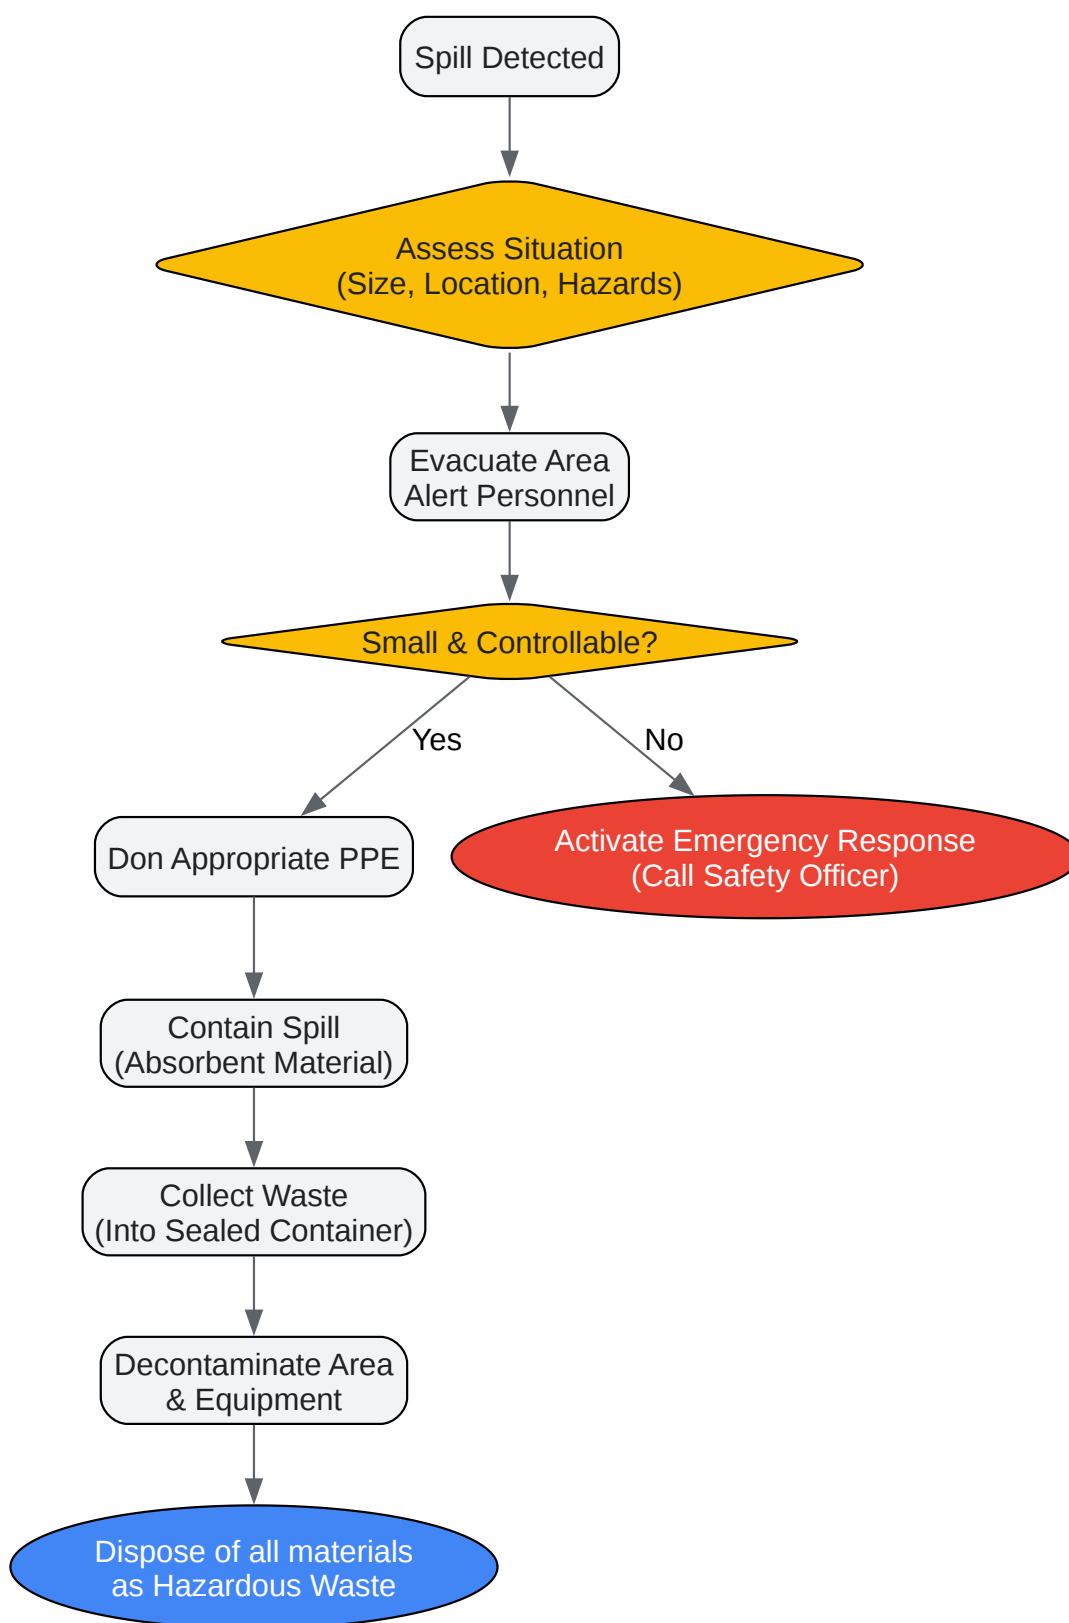 Spill Detected
Assess Situation
(Size, Location, Hazards)
Evacuate Area
Alert Personnel
Small & Controllable?
Yes
No
Don Appropriate PPE
Activate Emergency Response
(Call Safety Officer)
Contain Spill
(Absorbent Material)
Collect Waste
(Into Sealed Container)
Decontaminate Area
& Equipment
Dispose of all materials
as Hazardous Waste